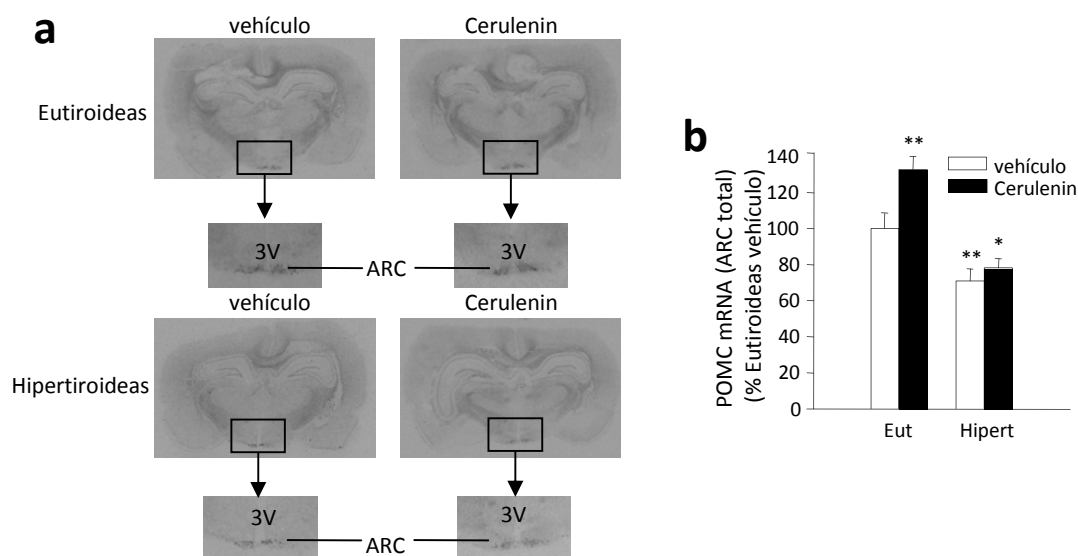 a
vehículo
Cerulenin
Eutiroideas
3V
3V
ARC
vehículo
Cerulenin
Hipertiroideas
3V
3V
ARC
b
POMC mRNA (ARC total)
(% Eutiroideas vehículo)
140
120
100
80
60
40
20
0
**
**
*
vehículo
Cerulenin
Eut
Hipert